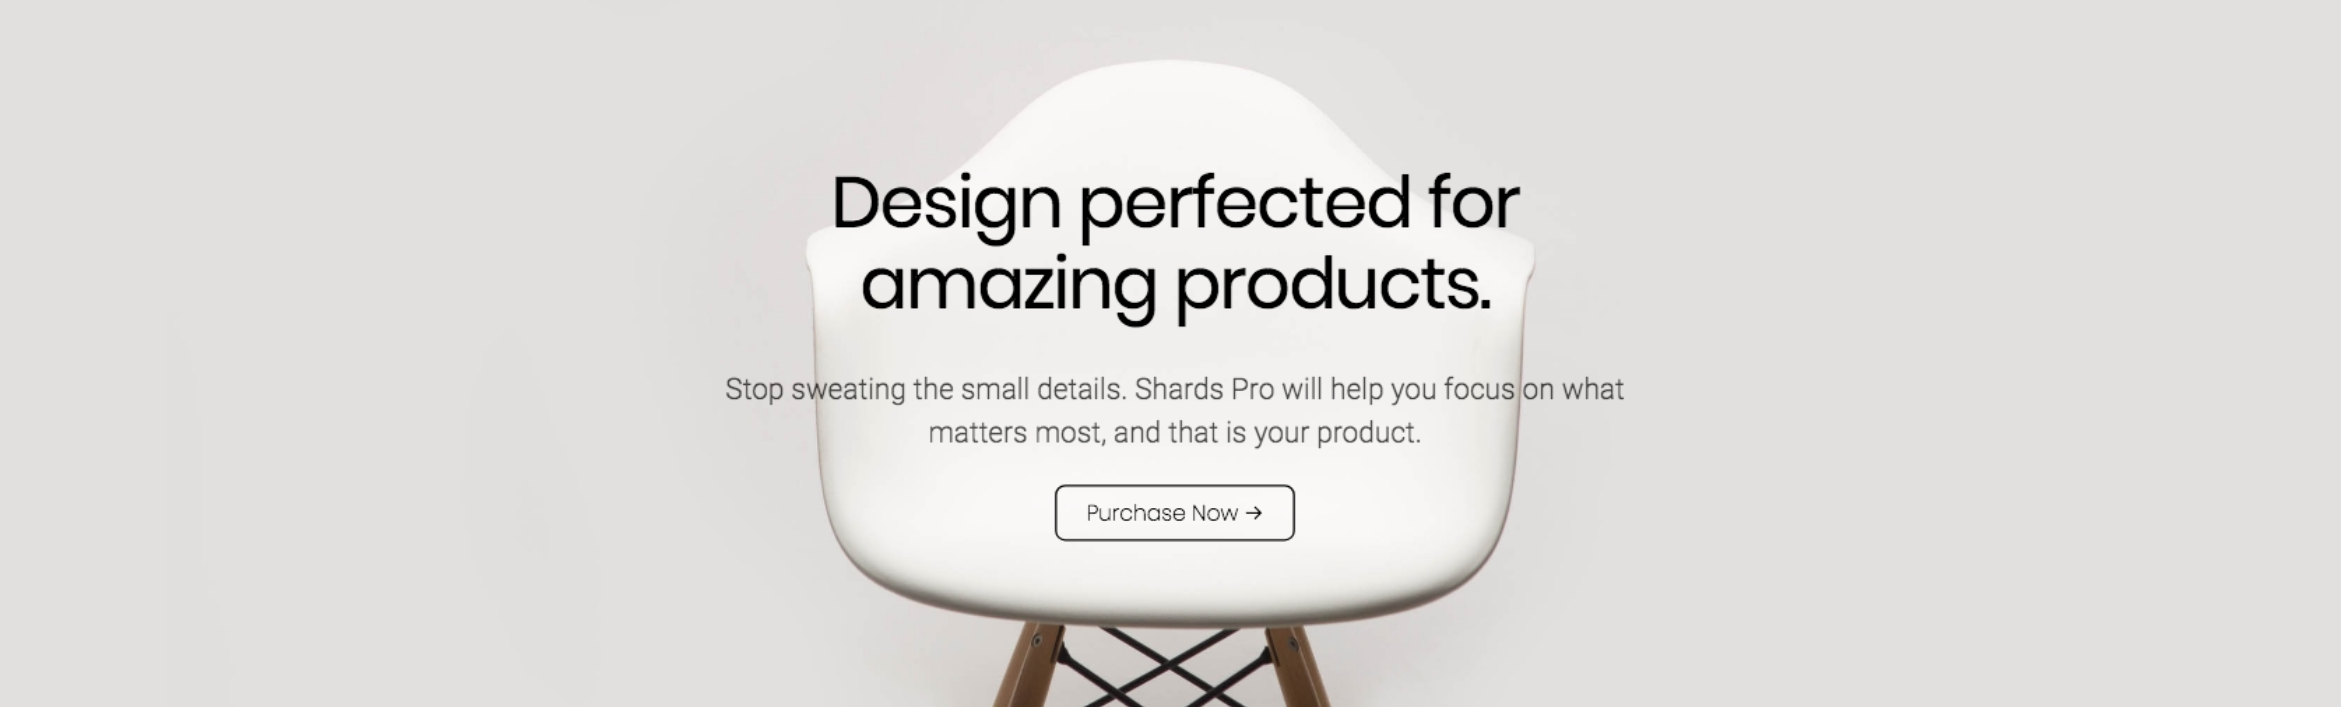 Design perfected for
amazing products.
Stop sweating the small details. Shards Pro will help you focus on what
matters most, and that is your product.
Purchase Now →